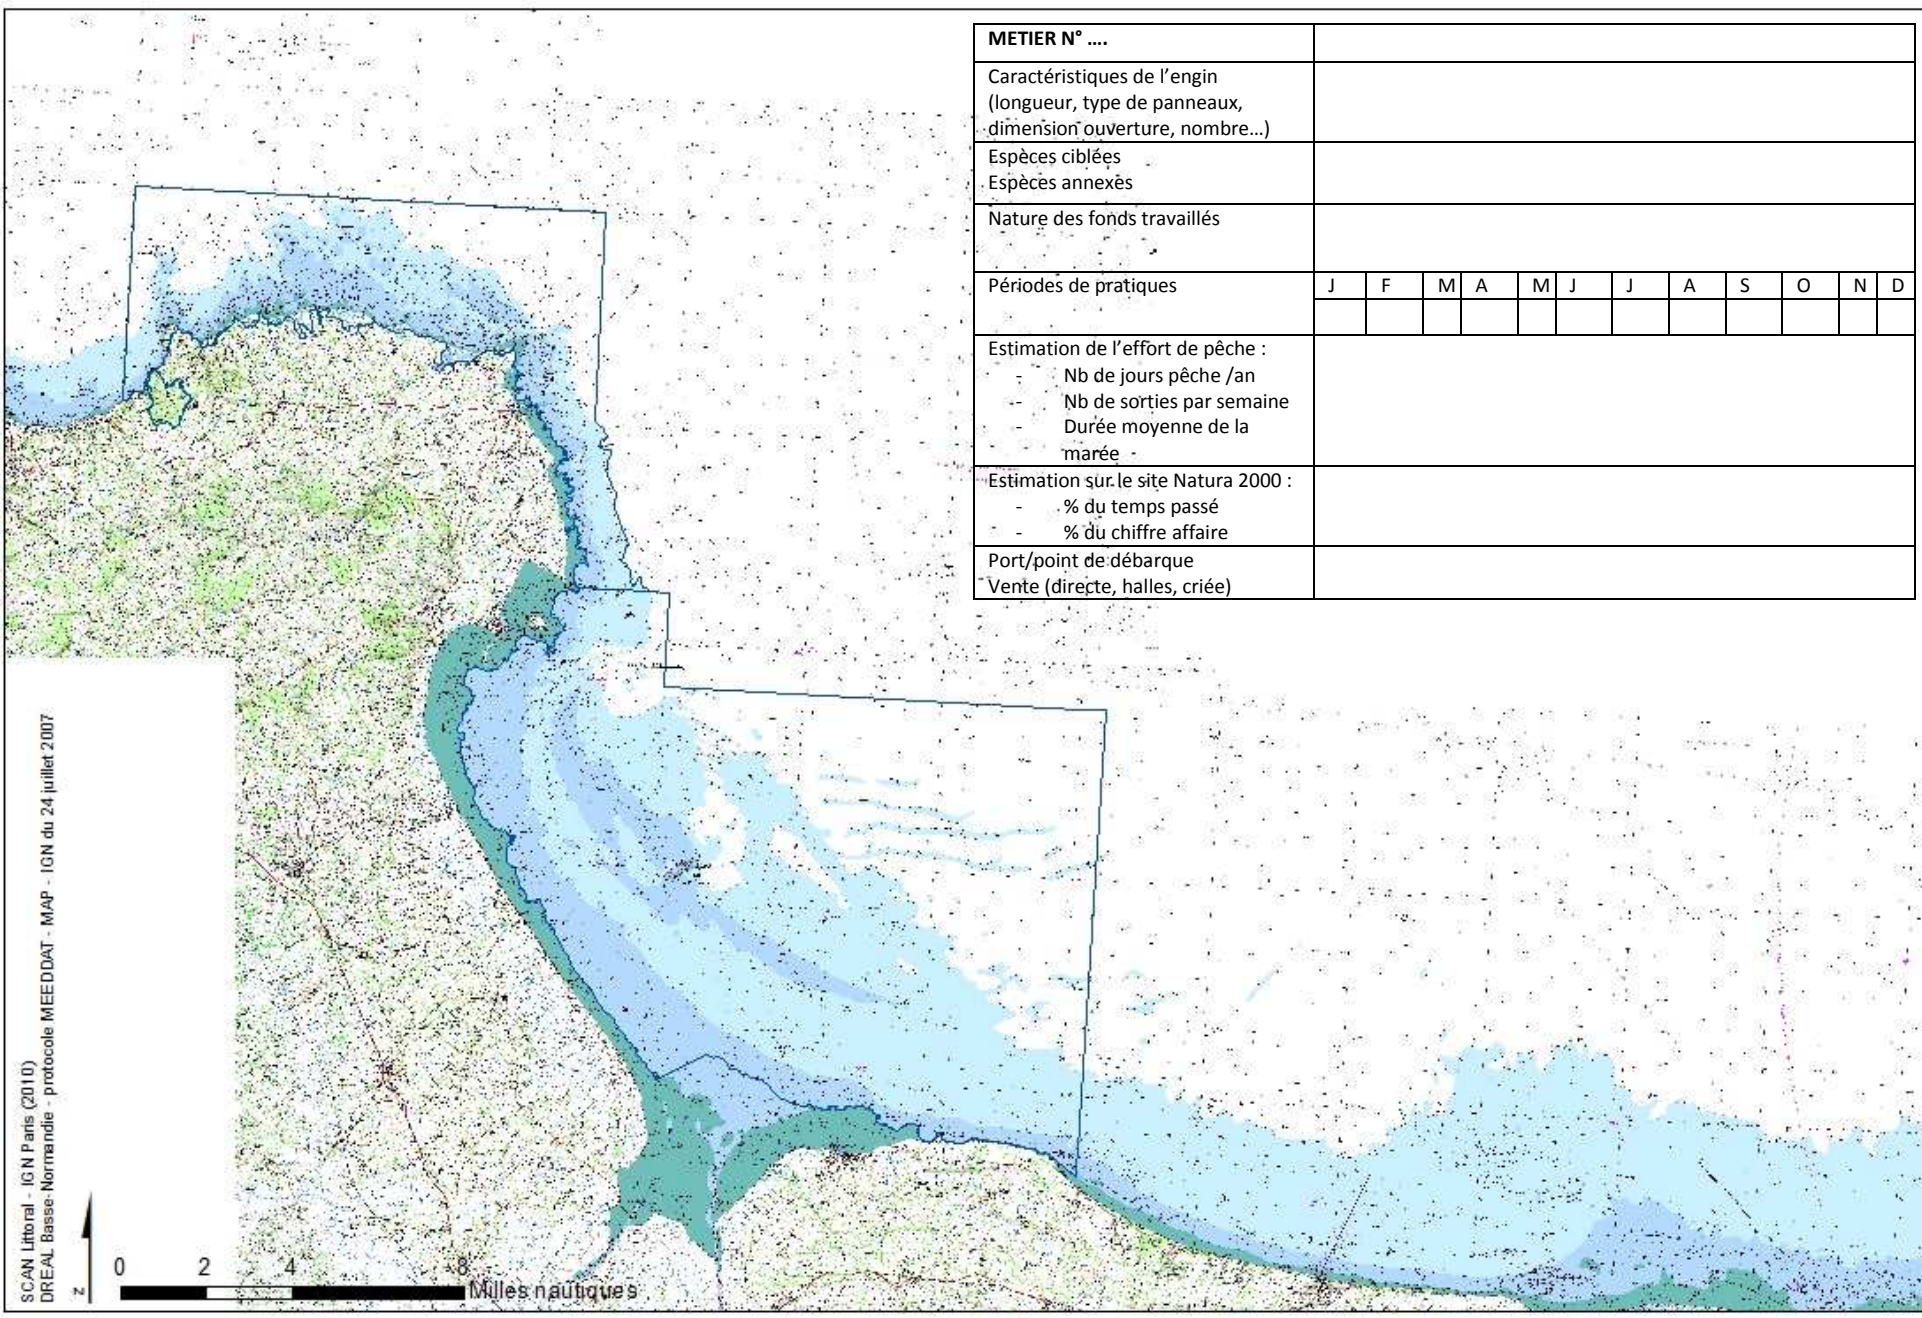 METIER N° ....
Caractéristiques de l'engin
(longueur, type de panneaux,
dimension ouverture, nombre...)
Espèces ciblées
Espèces annexes
Nature des fonds travaillés
Périodes de pratiques
J F M A M J J A S O N D
Estimation de l'effort de pêche :
- Nb de jours pêche /an
- Nb de sorties par semaine
- Durée moyenne de la
marée
Estimation sur le site Natura 2000 :
- % du temps passé
- % du chiffre affaire
Port/point de débarque
Vente (directe, halles, criée)
SCAN Littoral - IGN Paris (2010)
DREAL Basse-Normandie - protocole MEEDDAT - MAP - IGN du 24 juillet 2007
N
0 2 4 8
Milles nautiques